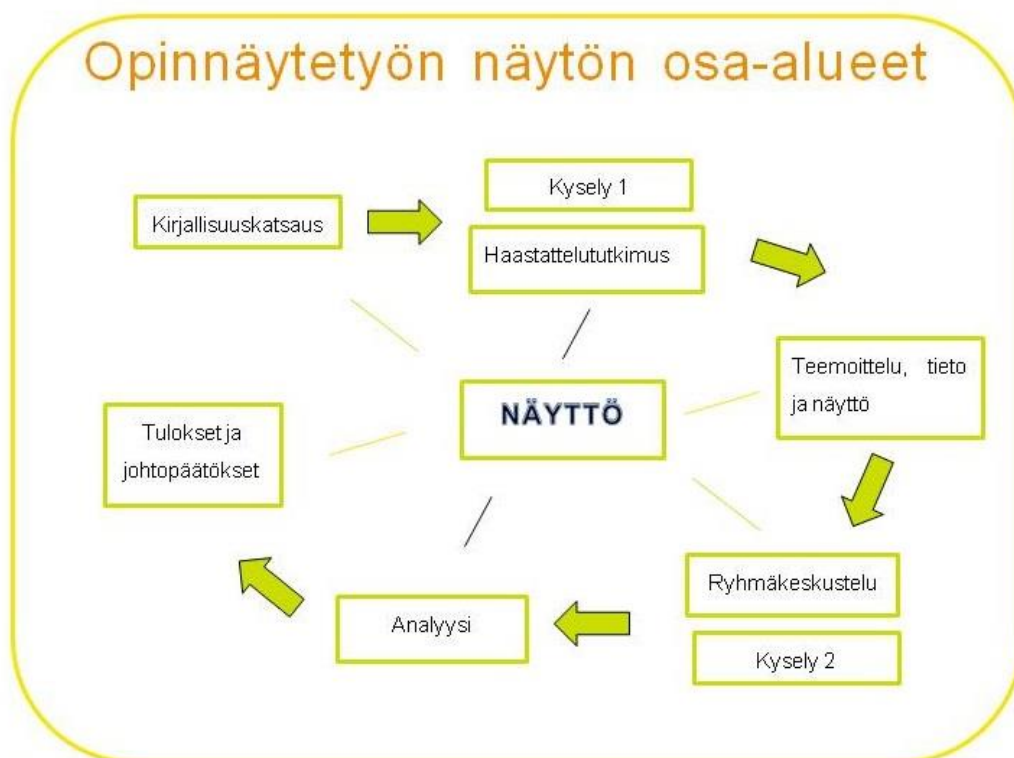 Opinnäytetyön näytön osa-alueet
Kirjallisuuskatsaus
Kysely 1
Haastattelututkimus
Teemoittelu, tieto
ja näyttö
NÄYTTÖ
Tulokset ja
johtopäätökset
Ryhmäkeskustelu
Kysely 2
Analyysi